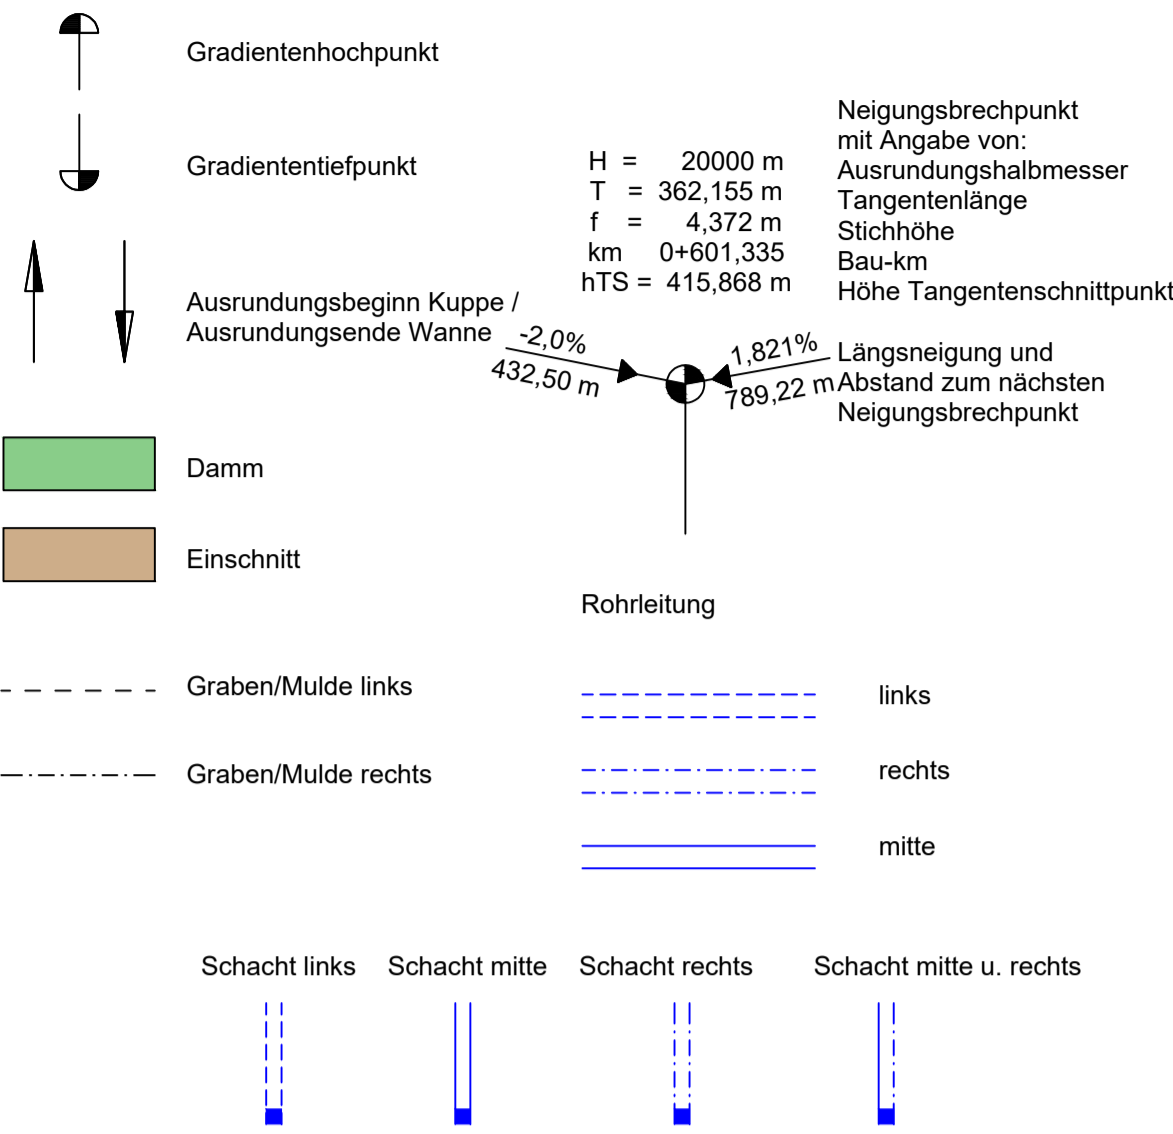 Gradientenhochpunkt
Gradiententiefpunkt
Ausrundungsbeginn Kuppe /
Ausrundungsende Wanne
Damm
Einschnitt
Graben/Mulde links
Graben/Mulde rechts
H = 20000 m
T = 362,155 m
f = 4,372 m
km 0+601,335
hTS = 415,868 m
Neigungsbrechpunkt
mit Angabe von:
Ausrundungshalbmesser
Tangentenlänge
Stichhöhe
Bau-km
Höhe Tangentenschnittpunkt
-2,0%
432,50 m
1,821%
789,22 m
Längsneigung und
Abstand zum nächsten
Neigungsbrechpunkt
Rohrleitung
links
rechts
mitte
Schacht links
Schacht mitte
Schacht rechts
Schacht mitte u. rechts